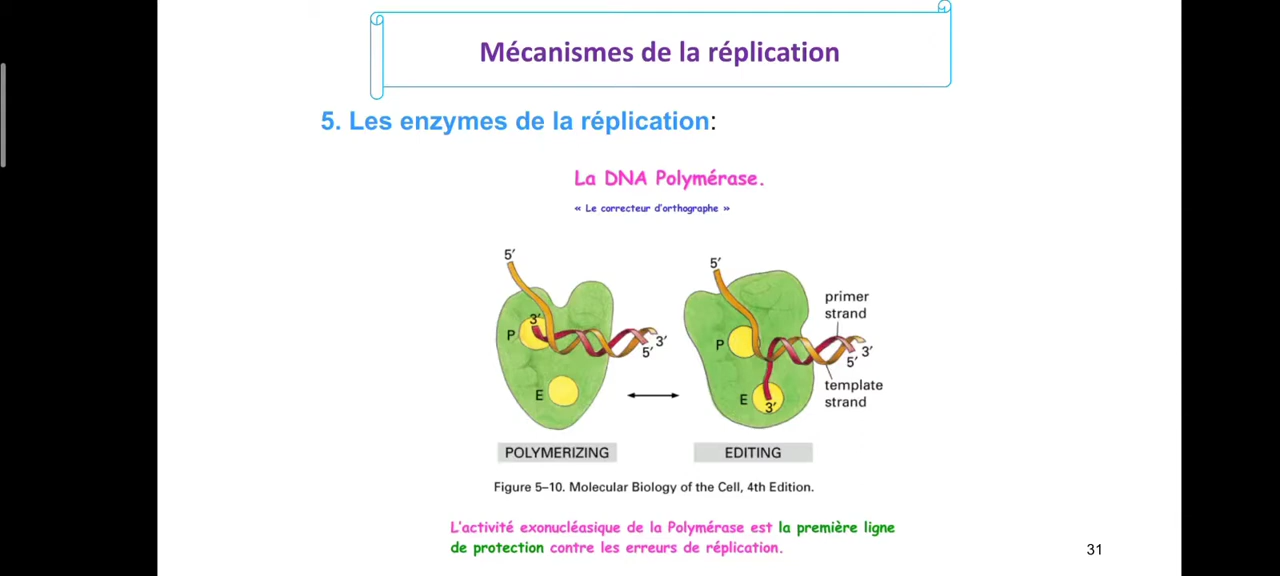 Mécanismes de la réplication
5. Les enzymes de la réplication:
La DNA Polymérase.
« Le correcteur d'orthographe »
5′
3′
P
3′
5′
E
POLYMERIZING
5′
primer
strand
P
3′
5′
template
strand
E
3′
EDITING
Figure 5–10. Molecular Biology of the Cell, 4th Edition.
L'activité exonucléasique de la Polymérase est la première ligne
de protection contre les erreurs de réplication.
31